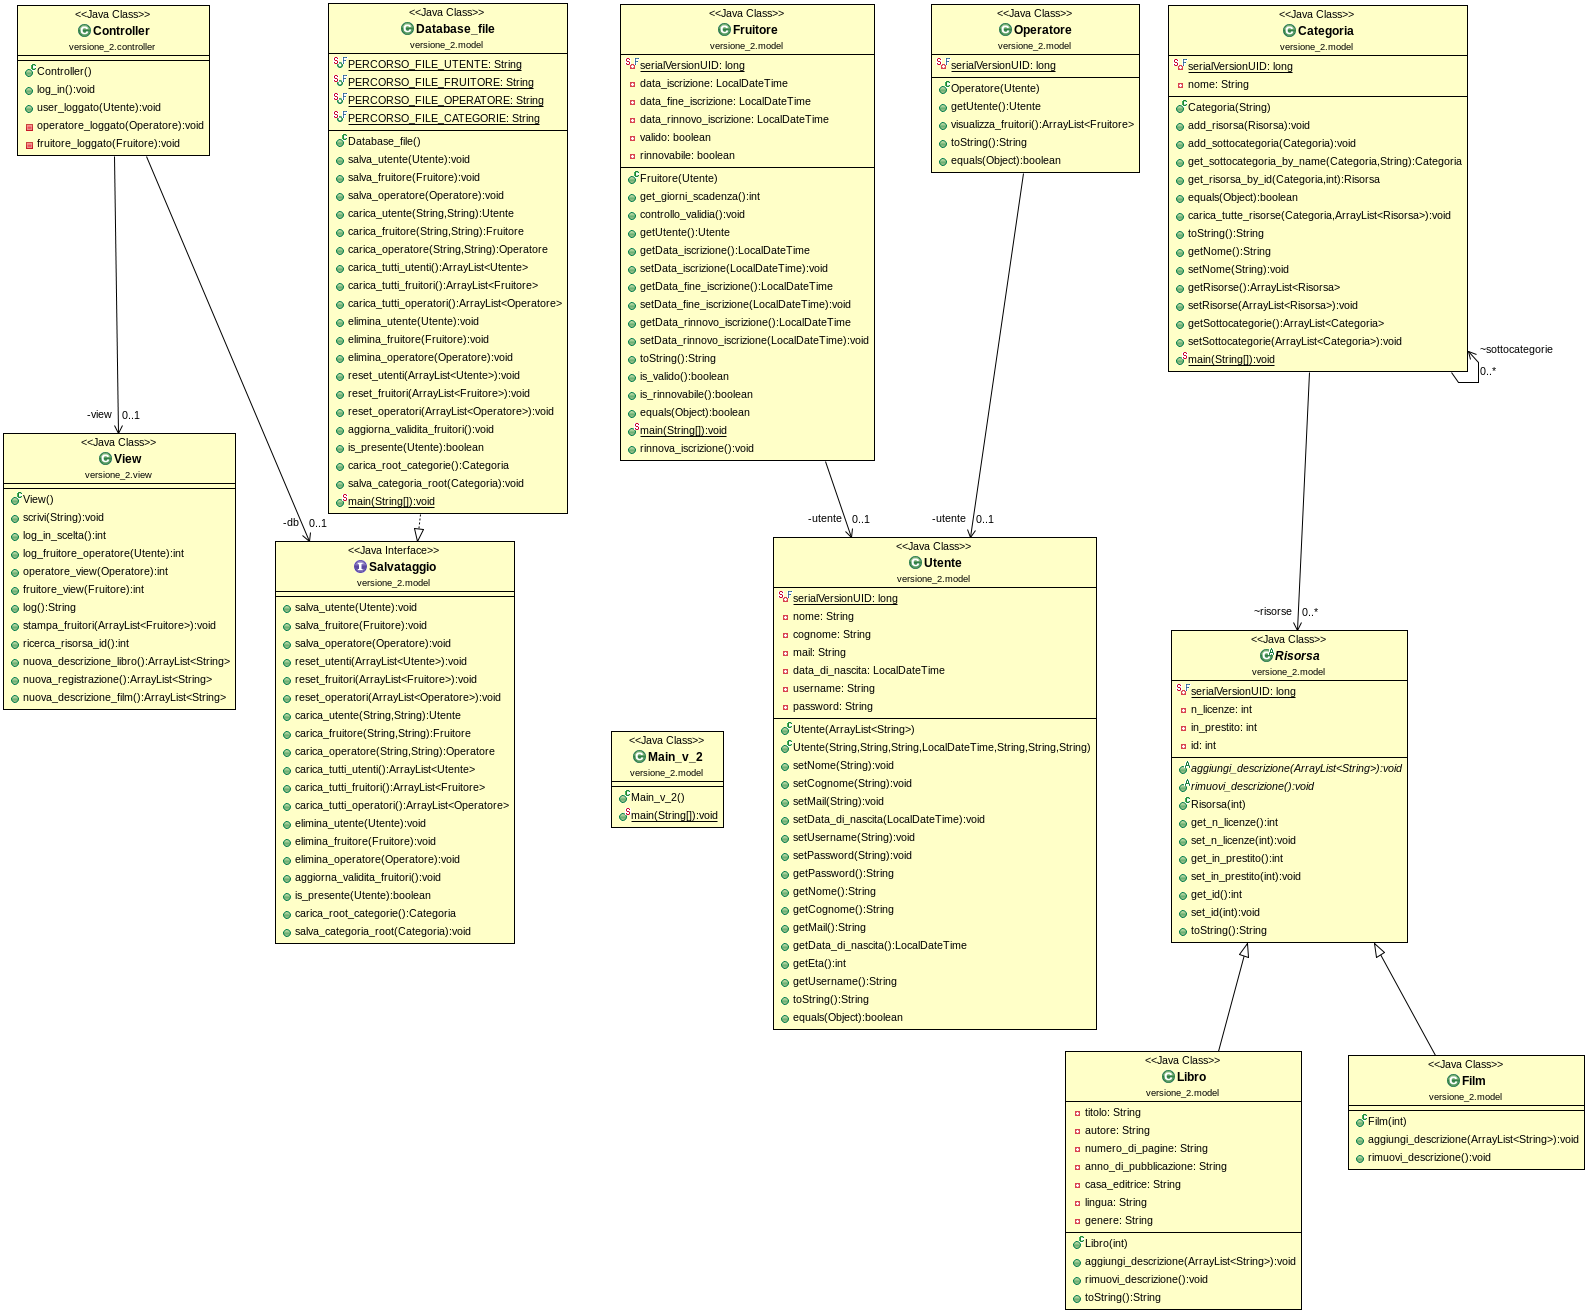 <<Java Class>>
Controller
versione_2.controller
Controller()
log_in():void
user_loggato(Utente):void
operatore_loggato(Operatore):void
fruitore_loggato(Fruitore):void
<<Java Class>>
Database_file
versione_2.model
PERCORSO_FILE_UTENTE: String
PERCORSO_FILE_FRUITORE: String
PERCORSO_FILE_OPERATORE: String
PERCORSO_FILE_CATEGORIE: String
Database_file()
salva_utente(Utente):void
salva_fruitore(Fruitore):void
salva_operatore(Operatore):void
carica_utente(String,String):Utente
carica_fruitore(String,String):Fruitore
carica_operatore(String,String):Operatore
carica_tutti_utenti():ArrayList<Utente>
carica_tutti_fruitori():ArrayList<Fruitore>
carica_tutti_operatori():ArrayList<Operatore>
elimina_utente(Utente):void
elimina_fruitore(Fruitore):void
elimina_operatore(Operatore):void
reset_utenti(ArrayList<Utente>):void
reset_fruitori(ArrayList<Fruitore>):void
reset_operatori(ArrayList<Operatore>):void
aggiorna_validita_fruitori():void
is_presente(Utente):boolean
carica_root_categorie():Categoria
salva_categoria_root(Categoria):void
main(String[]):void
<<Java Class>>
Fruitore
versione_2.model
serialVersionUID: long
data_iscrizione: LocalDateTime
data_fine_iscrizione: LocalDateTime
data_rinnovo_iscrizione: LocalDateTime
valido: boolean
rinnovabile: boolean
Fruitore(Utente)
get_giorni_scadenza():int
controllo_validia():void
getUtente():Utente
getData_iscrizione():LocalDateTime
setData_iscrizione(LocalDateTime):void
getData_fine_iscrizione():LocalDateTime
setData_fine_iscrizione(LocalDateTime):void
getData_rinnovo_iscrizione():LocalDateTime
setData_rinnovo_iscrizione(LocalDateTime):void
toString():String
is_valido():boolean
is_rinnovabile():boolean
equals(Object):boolean
main(String[]):void
rinnova_iscrizione():void
<<Java Class>>
Operatore
versione_2.model
serialVersionUID: long
Operatore(Utente)
getUtente():Utente
visualizza_fruitori():ArrayList<Fruitore>
toString():String
equals(Object):boolean
<<Java Class>>
Categoria
versione_2.model
serialVersionUID: long
nome: String
Categoria(String)
add_risorsa(Risorsa):void
add_sottocategoria(Categoria):void
get_sottocategoria_by_name(Categoria,String):Categoria
get_risorsa_by_id(Categoria,int):Risorsa
equals(Object):boolean
carica_tutte_risorse(Categoria,ArrayList<Risorsa>):void
toString():String
getNome():String
setNome(String):void
getRisorse():ArrayList<Risorsa>
setRisorse(ArrayList<Risorsa>):void
getSottocategorie():ArrayList<Categoria>
setSottocategorie(ArrayList<Categoria>):void
main(String[]):void
~sottocategorie
0..*
-view 0..1
-db 0..1
-utente 0..1
-utente 0..1
~risorse 0..*
<<Java Class>>
View
versione_2.view
View()
scrivi(String):void
log_in_scelta():int
log_fruitore_operatore(Utente):int
operatore_view(Operatore):int
fruitore_view(Fruitore):int
log():String
stampa_fruitori(ArrayList<Fruitore>):void
ricerca_risorsa_id():int
nuova_descrizione_libro():ArrayList<String>
nuova_registrazione():ArrayList<String>
nuova_descrizione_film():ArrayList<String>
<<Java Interface>>
Salvataggio
versione_2.model
salva_utente(Utente):void
salva_fruitore(Fruitore):void
salva_operatore(Operatore):void
reset_utenti(ArrayList<Utente>):void
reset_fruitori(ArrayList<Fruitore>):void
reset_operatori(ArrayList<Operatore>):void
carica_utente(String,String):Utente
carica_fruitore(String,String):Fruitore
carica_operatore(String,String):Operatore
carica_tutti_utenti():ArrayList<Utente>
carica_tutti_fruitori():ArrayList<Fruitore>
carica_tutti_operatori():ArrayList<Operatore>
elimina_utente(Utente):void
elimina_fruitore(Fruitore):void
elimina_operatore(Operatore):void
aggiorna_validita_fruitori():void
is_presente(Utente):boolean
carica_root_categorie():Categoria
salva_categoria_root(Categoria):void
<<Java Class>>
Main_v_2
versione_2.model
Main_v_2()
main(String[]):void
<<Java Class>>
Utente
versione_2.model
serialVersionUID: long
nome: String
cognome: String
mail: String
data_di_nascita: LocalDateTime
username: String
password: String
Utente(ArrayList<String>)
Utente(String,String,String,LocalDateTime,String,String,String)
setNome(String):void
setCognome(String):void
setMail(String):void
setData_di_nascita(LocalDateTime):void
setUsername(String):void
setPassword(String):void
getPassword():String
getNome():String
getCognome():String
getMail():String
getData_di_nascita():LocalDateTime
getEta():int
getUsername():String
toString():String
equals(Object):boolean
<<Java Class>>
Risorsa
versione_2.model
serialVersionUID: long
n_licenze: int
in_prestito: int
id: int
aggiungi_descrizione(ArrayList<String>):void
rimuovi_descrizione():void
Risorsa(int)
get_n_licenze():int
set_n_licenze(int):void
get_in_prestito():int
set_in_prestito(int):void
get_id():int
set_id(int):void
toString():String
<<Java Class>>
Libro
versione_2.model
titolo: String
autore: String
numero_di_pagine: String
anno_di_pubblicazione: String
casa_editrice: String
lingua: String
genere: String
Libro(int)
aggiungi_descrizione(ArrayList<String>):void
rimuovi_descrizione():void
toString():String
<<Java Class>>
Film
versione_2.model
Film(int)
aggiungi_descrizione(ArrayList<String>):void
rimuovi_descrizione():void